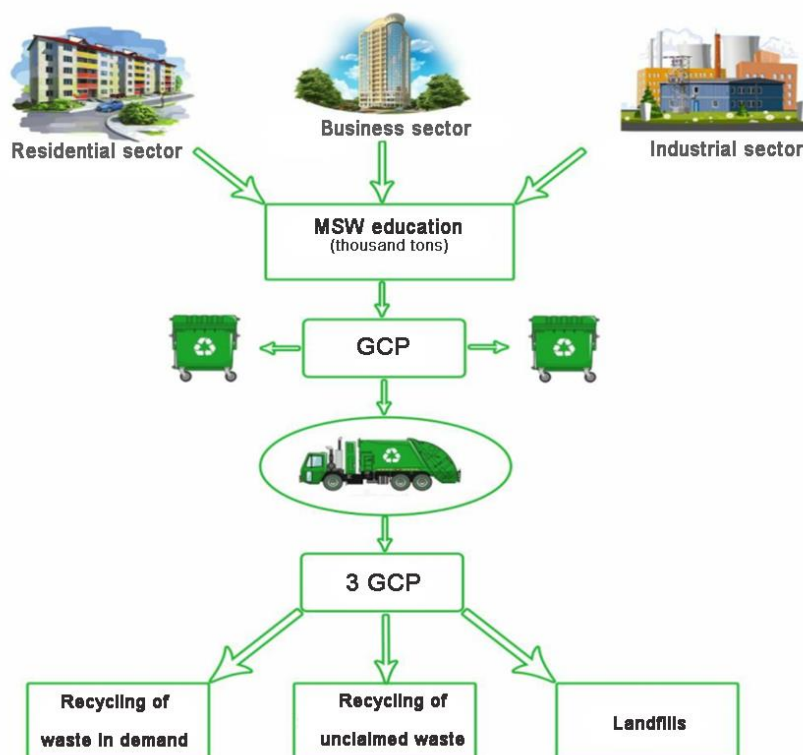 Residential sector
Business sector
Industrial sector
MSW education
(thousand tons)
GCP
3 GCP
Recycling of
waste in demand
Recycling of
unclaimed waste
Landfills